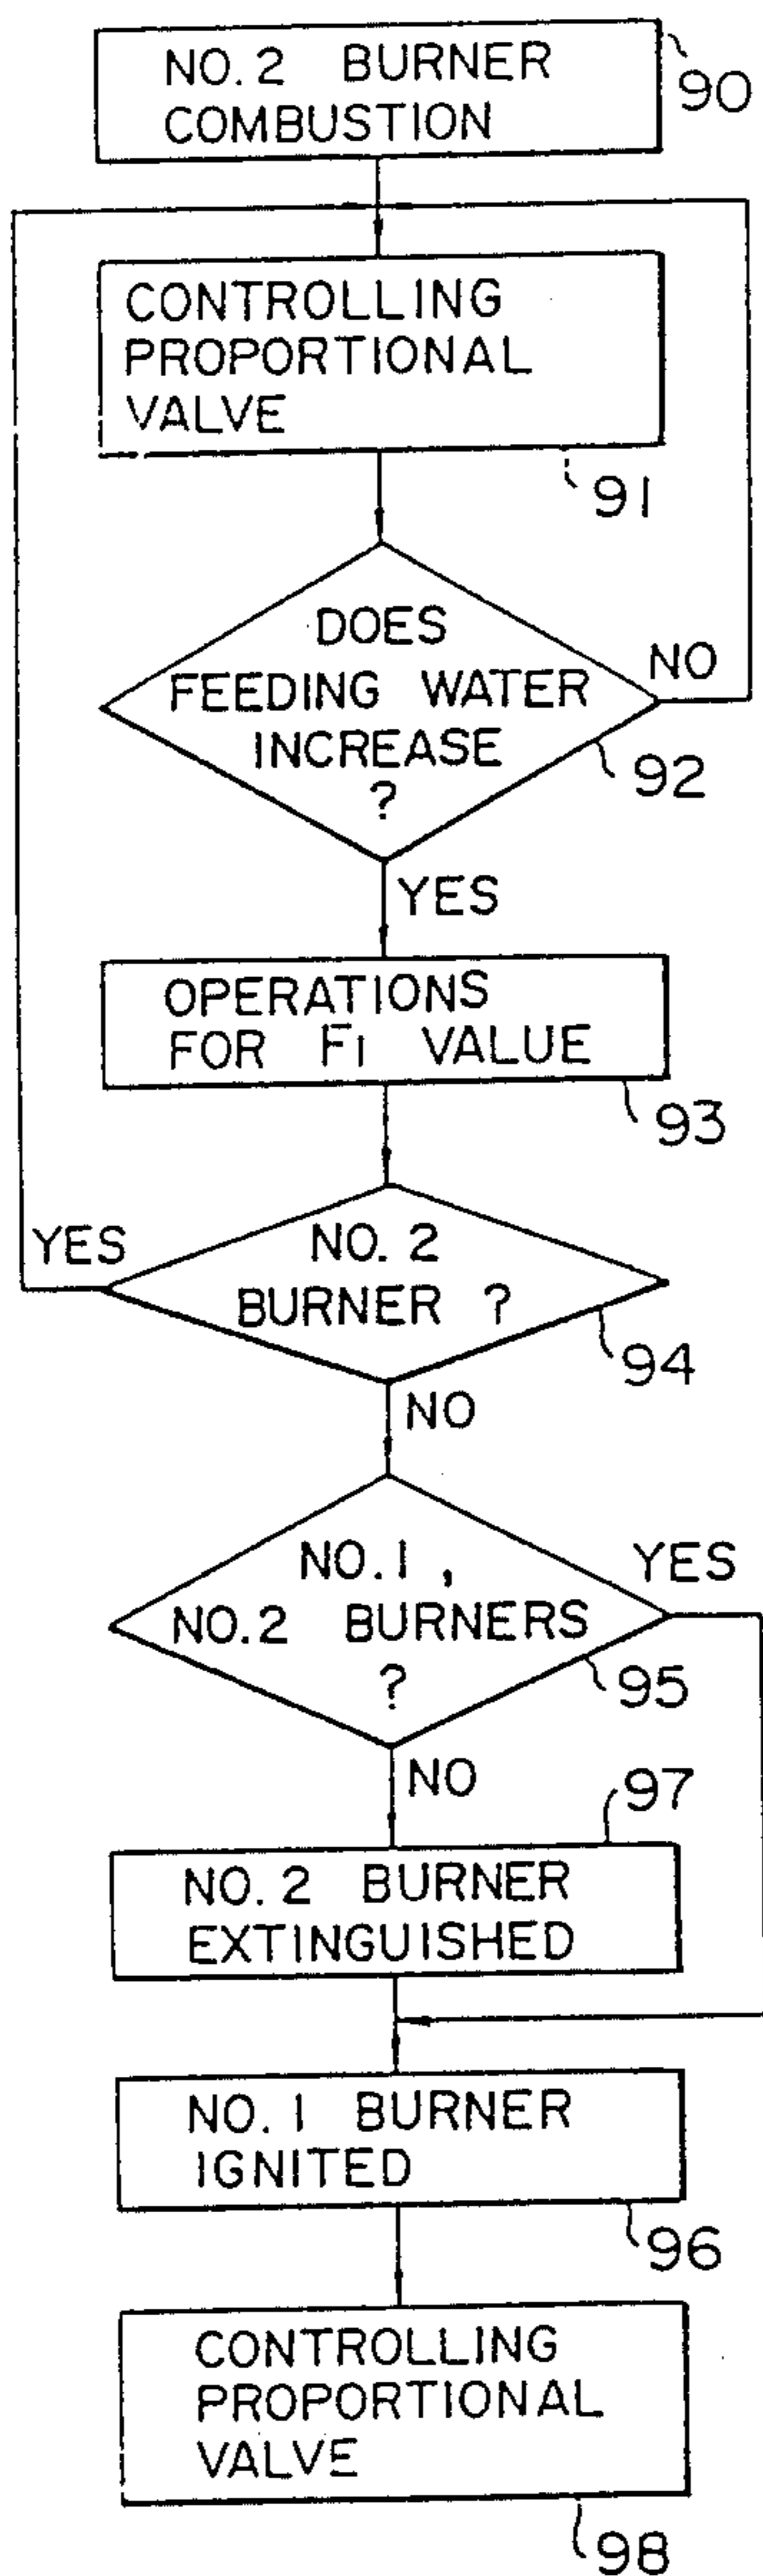 NO. 2 BURNER
COMBUSTION
90
CONTROLLING
PROPORTIONAL
VALVE
91
DOES
FEEDING WATER
INCREASE
?
NO
92
YES
OPERATIONS
FOR F1 VALUE
93
YES
NO. 2
BURNER ?
94
NO
NO. 1 ,
NO. 2 BURNERS
?
YES
95
NO
97
NO. 2 BURNER
EXTINGUISHED
NO. 1 BURNER
IGNITED
96
CONTROLLING
PROPORTIONAL
VALVE
98